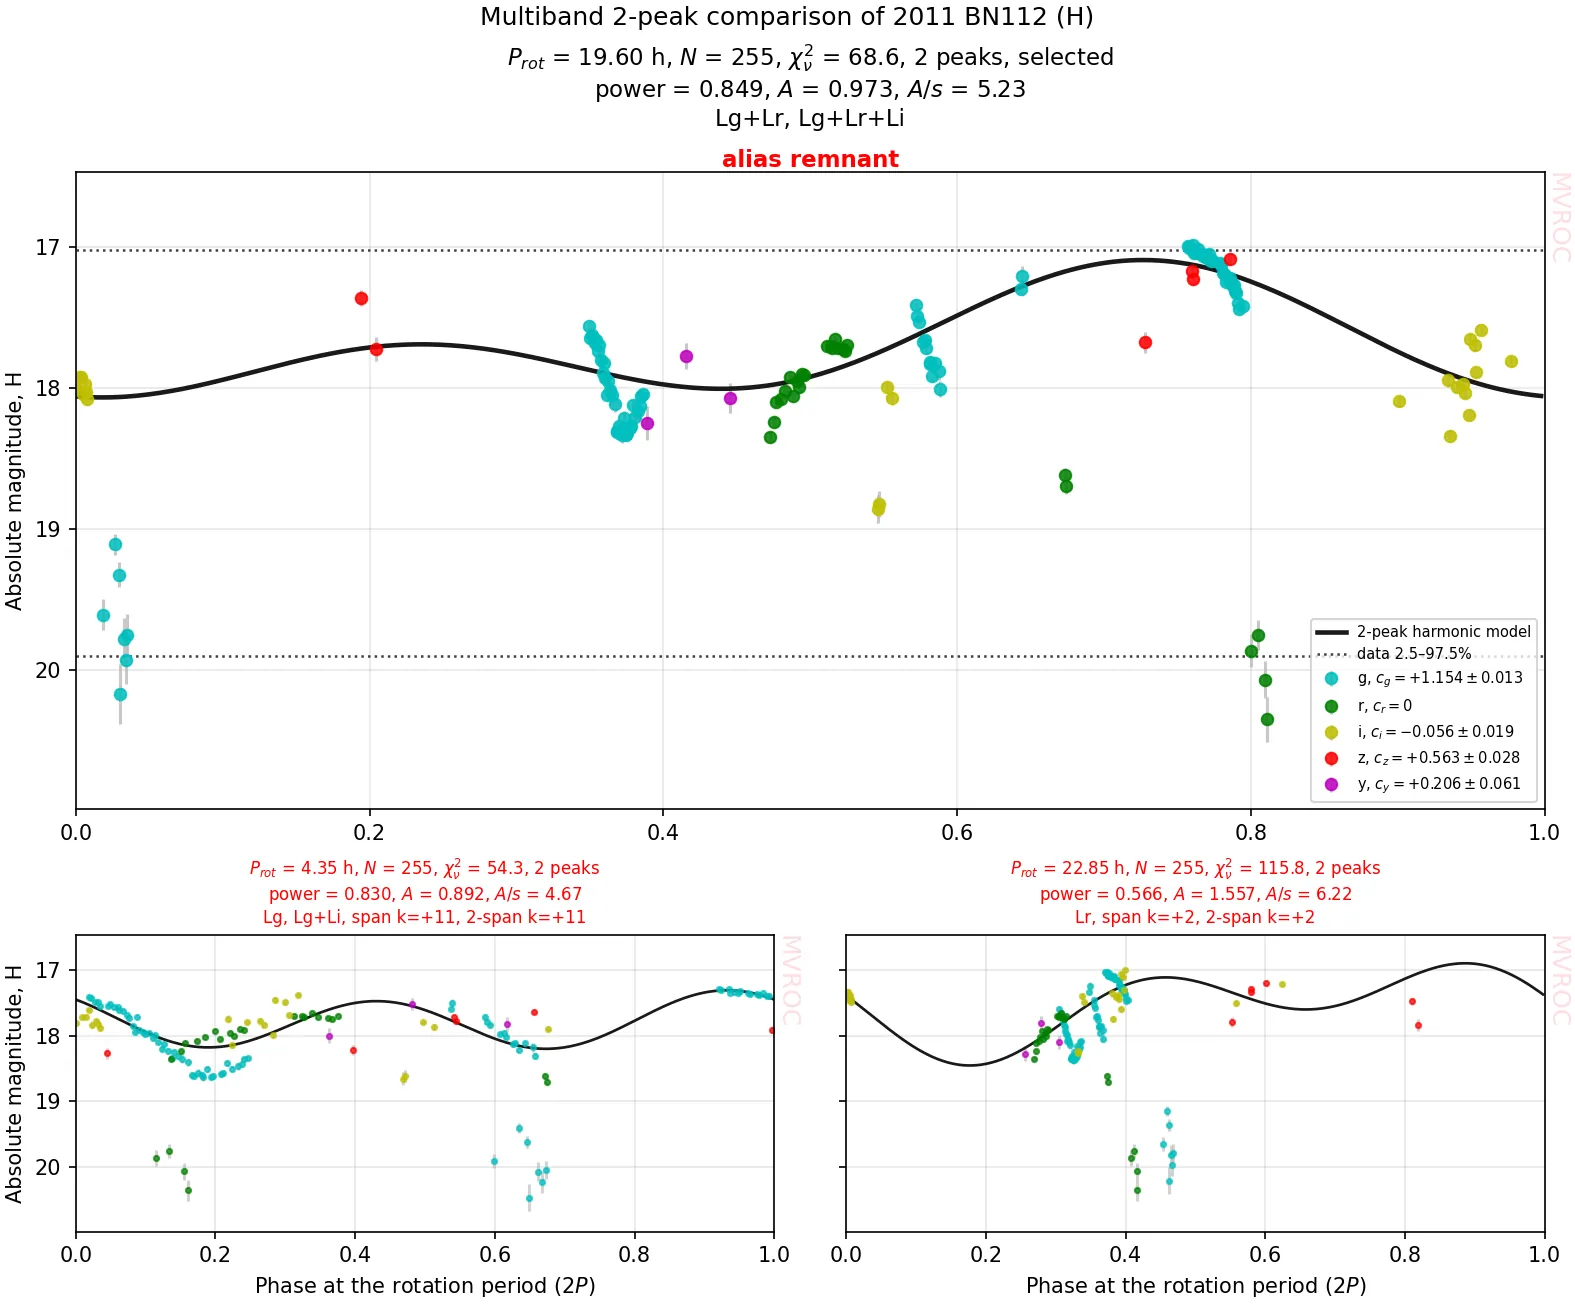 Multiband 2-peak comparison of 2011 BN112 (H)
P_rot = 19.60 h, N = 255, χ²_ν = 68.6, 2 peaks, selected
power = 0.849, A = 0.973, A/s = 5.23
Lg+Lr, Lg+Lr+Li
alias remnant
MVROC
Absolute magnitude, H
17
18
19
20
2-peak harmonic model
data 2.5–97.5%
g, c_g = +1.154 ± 0.013
r, c_r = 0
i, c_i = −0.056 ± 0.019
z, c_z = +0.563 ± 0.028
y, c_y = +0.206 ± 0.061
0.0 0.2 0.4 0.6 0.8 1.0
P_rot = 4.35 h, N = 255, χ²_ν = 54.3, 2 peaks
power = 0.830, A = 0.892, A/s = 4.67
Lg, Lg+Li, span k=+11, 2-span k=+11
MVROC
Absolute magnitude, H
17
18
19
20
0.0 0.2 0.4 0.6 0.8 1.0
Phase at the rotation period (2P)
P_rot = 22.85 h, N = 255, χ²_ν = 115.8, 2 peaks
power = 0.566, A = 1.557, A/s = 6.22
Lr, span k=+2, 2-span k=+2
MVROC
0.0 0.2 0.4 0.6 0.8 1.0
Phase at the rotation period (2P)